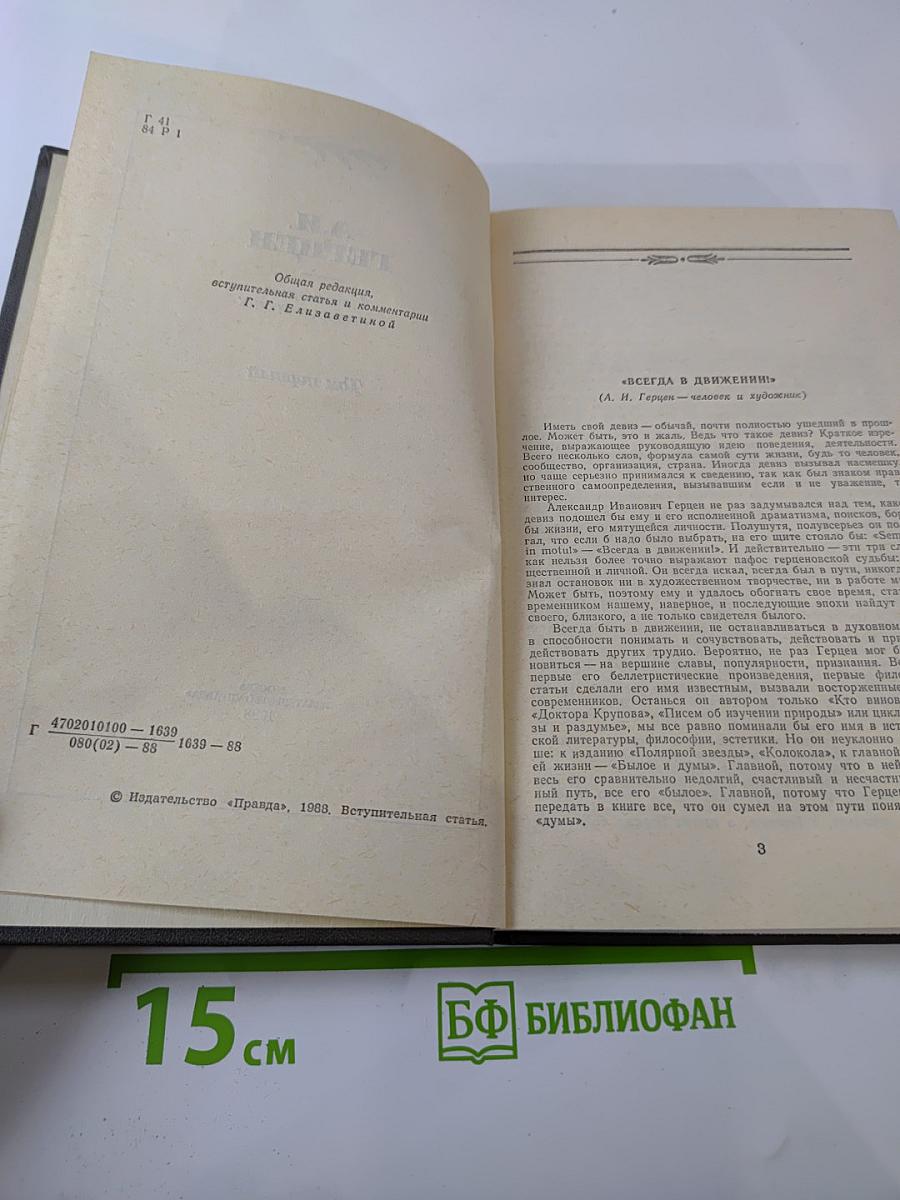 Г 41
84 Р 1
Общая редакция,
вступительная статья и комментарии
Г. Г. Елизаветиной
Г 4702010100—1639
080(02)—88 —1639—88
© Издательство «Правда», 1988. Вступительная статья.
«ВСЕГДА В ДВИЖЕНИИ!»
(А. И. Герцен — человек и художник)
Иметь свой девиз — обычай, почти полностью ушедший в прош-
лое. Может быть, это и жаль. Ведь что такое девиз? Краткое изре-
чение, выражающее руководящую идею поведения, деятельности.
Всего несколько слов, формула самой сути жизни, будь то человек,
сообщество, организация, страна. Иногда девиз вызывал насмешку,
но чаще серьезно принимался к сведению, так как был знаком нрав
ственного самоопределения, вызывавшим если и не уважение, т
интерес.
Александр Иванович Герцен не раз задумывался над тем, како
девиз подошел бы ему и его исполненной драматизма, поисков, бор
бы жизни, его мятущейся личности. Полушутя, полувсерьез он по
гал, что если б надо было выбрать, на его щите стояло бы: «Sem
in motu!» — «Всегда в движении!». И действительно — эти три сл
как нельзя более точно выражают пафос герценовской судьбы:
щественной и личной. Он всегда искал, всегда был в пути, никогд
знал остановок ни в художественном творчестве, ни в работе м
Может быть, поэтому ему и удалось обогнать свое время, ста
временником нашему, наверное, и последующие эпохи найдут
своего, близкого, а не только свидетеля былого.
Всегда быть в движении, не останавливаться в духовном
в способности понимать и сочувствовать, действовать и при
действовать других трудно. Вероятно, не раз Герцен мог б
новиться — на вершине славы, популярности, признания. Ве
первые его беллетристические произведения, первые фил
статьи сделали его имя известным, вызвали восторженные
современников. Останься он автором только «Кто винов
«Доктора Крупова», «Писем об изучении природы» или цикл
зы и раздумье», мы все равно поминали бы его имя в ист
ской литературы, философии, эстетики. Но он неуклонно
ше: к изданию «Полярной звезды», «Колокола», к главной
ей жизни — «Былое и думы». Главной, потому что в ней
весь его сравнительно недолгий, счастливый и несчастн
ный путь, все его «былое». Главной, потому что Герцен
передать в книге все, что он сумел на этом пути поня
«думы».
3
15 см
БФ БИБЛИОФАН